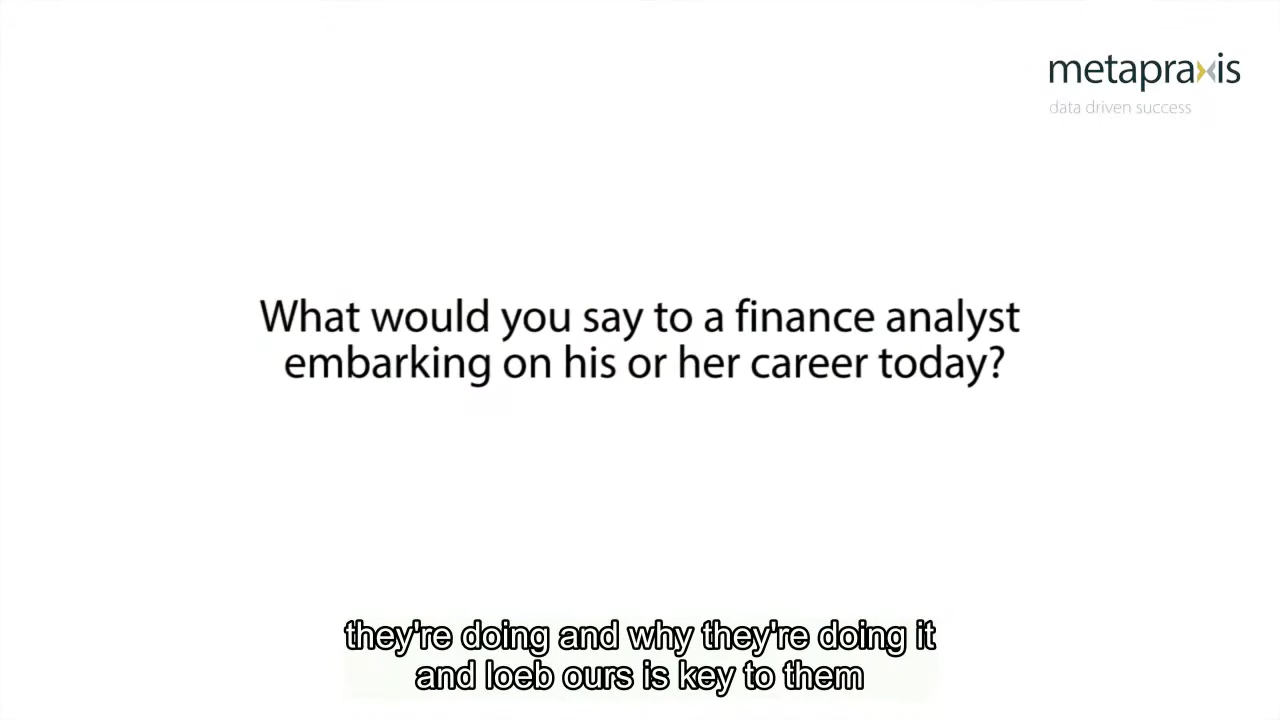 metapraxis
data driven success
What would you say to a finance analyst
embarking on his or her career today?
they're doing and why they're doing it
and loeb ours is key to them